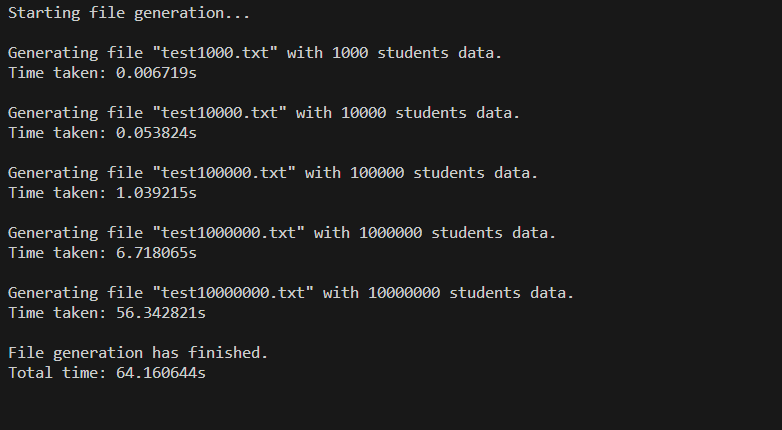 Starting file generation...
Generating file "test1000.txt" with 1000 students data.
Time taken: 0.006719s
Generating file "test10000.txt" with 10000 students data.
Time taken: 0.053824s
Generating file "test100000.txt" with 100000 students data.
Time taken: 1.039215s
Generating file "test1000000.txt" with 1000000 students data.
Time taken: 6.718065s
Generating file "test10000000.txt" with 10000000 students data.
Time taken: 56.342821s
File generation has finished.
Total time: 64.160644s